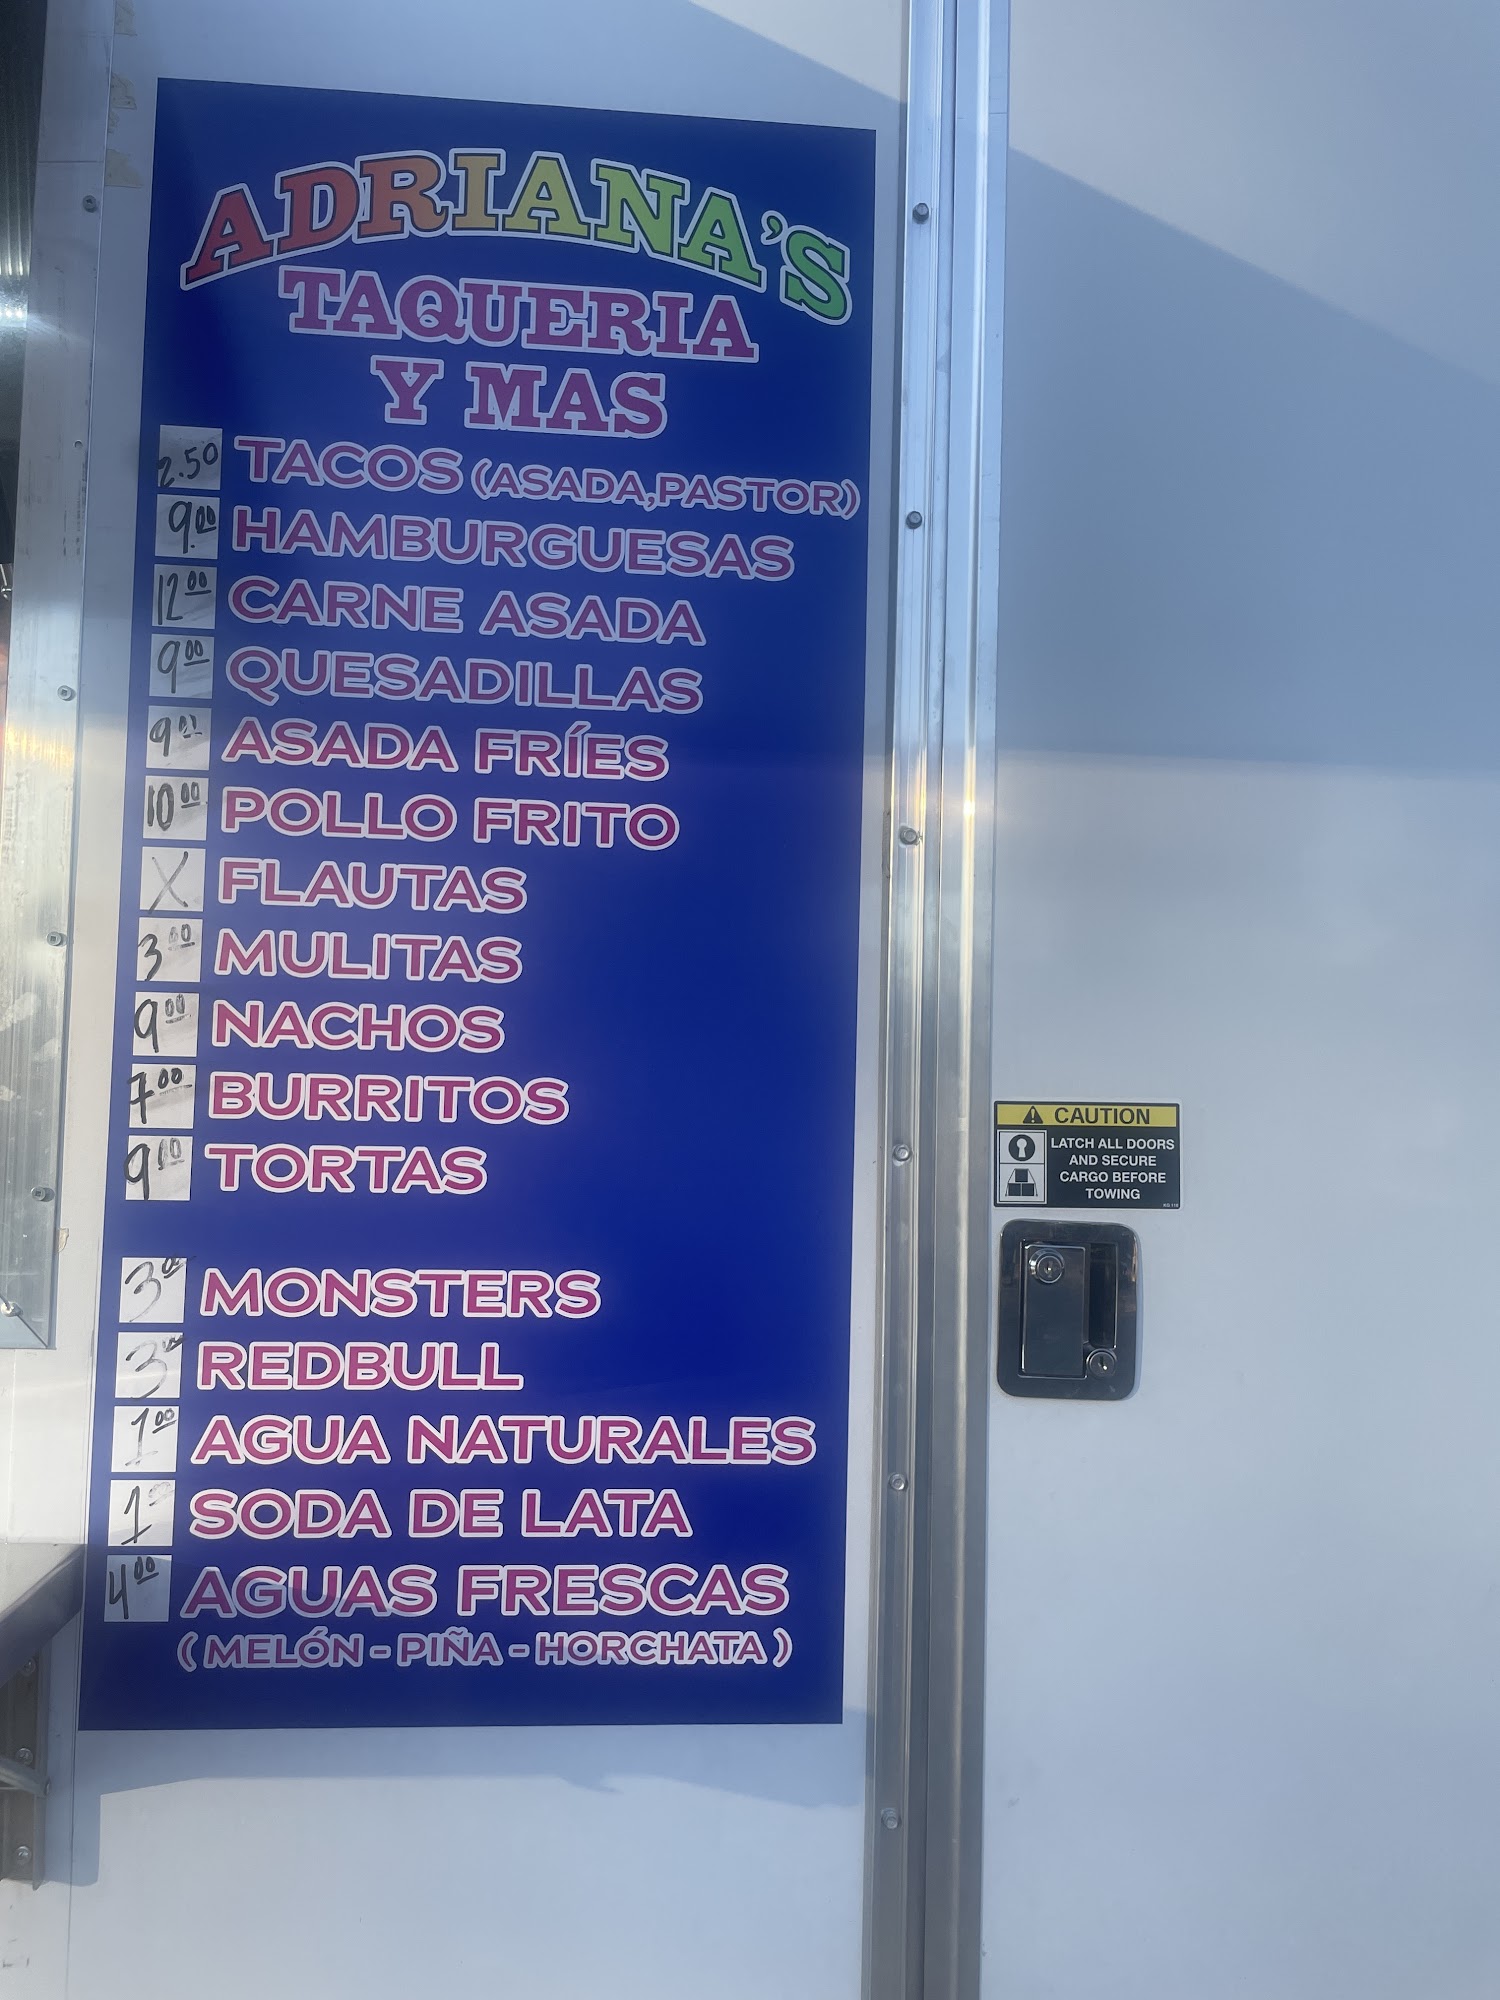 ADRIANA'S
TAQUERIA
Y MAS
2.50 TACOS (ASADA, PASTOR)
9.00 HAMBURGUESAS
12.00 CARNE ASADA
9.00 QUESADILLAS
9.00 ASADA FRÍES
10.00 POLLO FRITO
X FLAUTAS
3.00 MULITAS
9.00 NACHOS
7.00 BURRITOS
9.00 TORTAS
3.00 MONSTERS
3.00 REDBULL
1.00 AGUA NATURALES
1.00 SODA DE LATA
4.00 AGUAS FRESCAS
( MELÓN - PIÑA - HORCHATA )
CAUTION
LATCH ALL DOORS
AND SECURE
CARGO BEFORE
TOWING